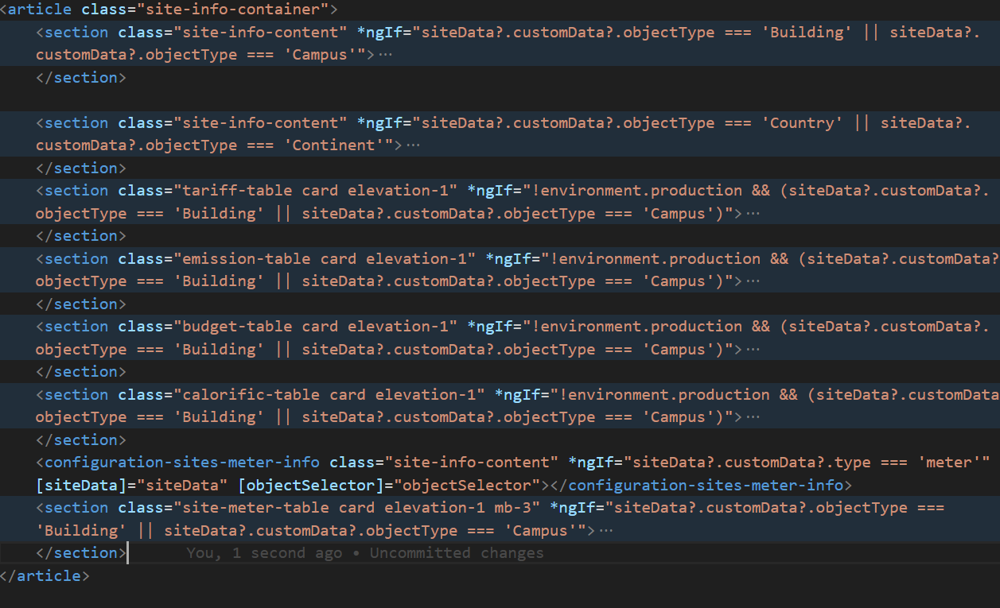 <article class="site-info-container">
<section class="site-info-content" *ngIf="siteData?.customData?.objectType === 'Building' || siteData?.
customData?.objectType === 'Campus'">···
</section>
<section class="site-info-content" *ngIf="siteData?.customData?.objectType === 'Country' || siteData?.
customData?.objectType === 'Continent'">···
</section>
<section class="tariff-table card elevation-1" *ngIf="!environment.production && (siteData?.customData?.
objectType === 'Building' || siteData?.customData?.objectType === 'Campus')">···
</section>
<section class="emission-table card elevation-1" *ngIf="!environment.production && (siteData?.customData?
objectType === 'Building' || siteData?.customData?.objectType === 'Campus')">···
</section>
<section class="budget-table card elevation-1" *ngIf="!environment.production && (siteData?.customData?.
objectType === 'Building' || siteData?.customData?.objectType === 'Campus')">···
</section>
<section class="calorific-table card elevation-1" *ngIf="!environment.production && (siteData?.customData
objectType === 'Building' || siteData?.customData?.objectType === 'Campus')">···
</section>
<configuration-sites-meter-info class="site-info-content" *ngIf="siteData?.customData?.type === 'meter'"
[siteData]="siteData" [objectSelector]="objectSelector"></configuration-sites-meter-info>
<section class="site-meter-table card elevation-1 mb-3" *ngIf="siteData?.customData?.objectType ===
'Building' || siteData?.customData?.objectType === 'Campus'">···
</section> You, 1 second ago • Uncommitted changes
</article>